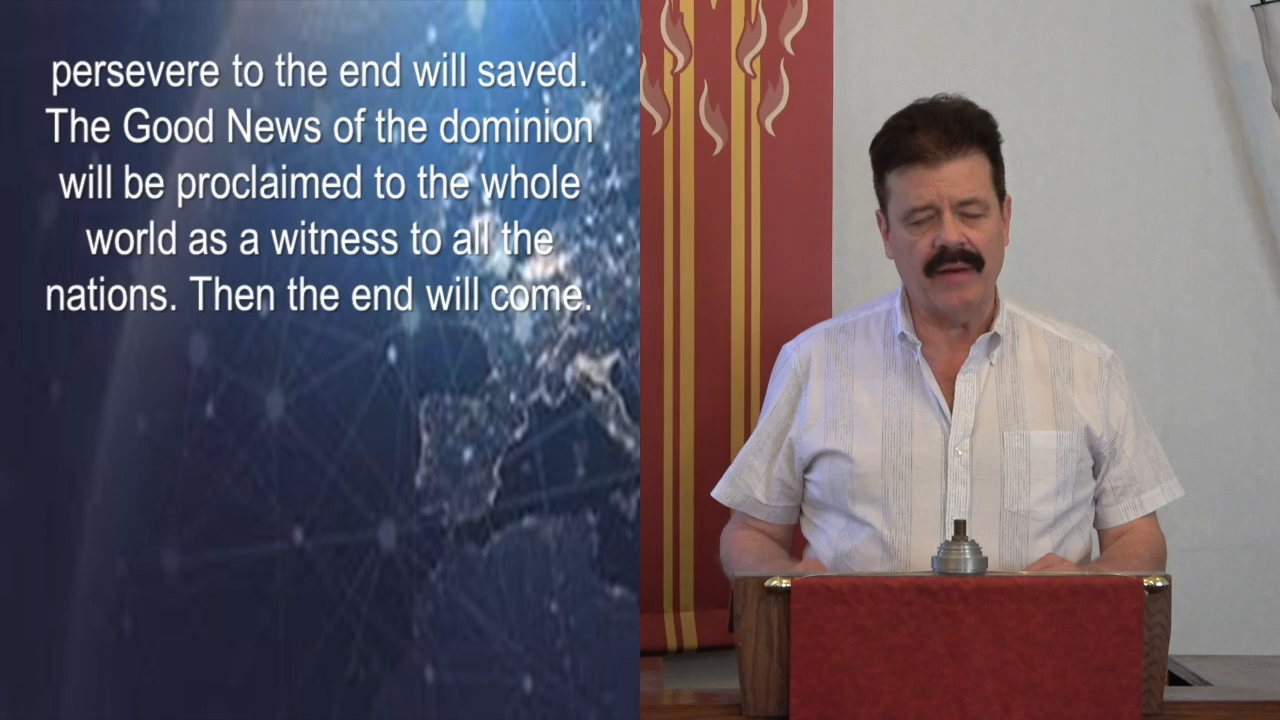 persevere to the end will saved.
The Good News of the dominion
will be proclaimed to the whole
world as a witness to all the
nations. Then the end will come.